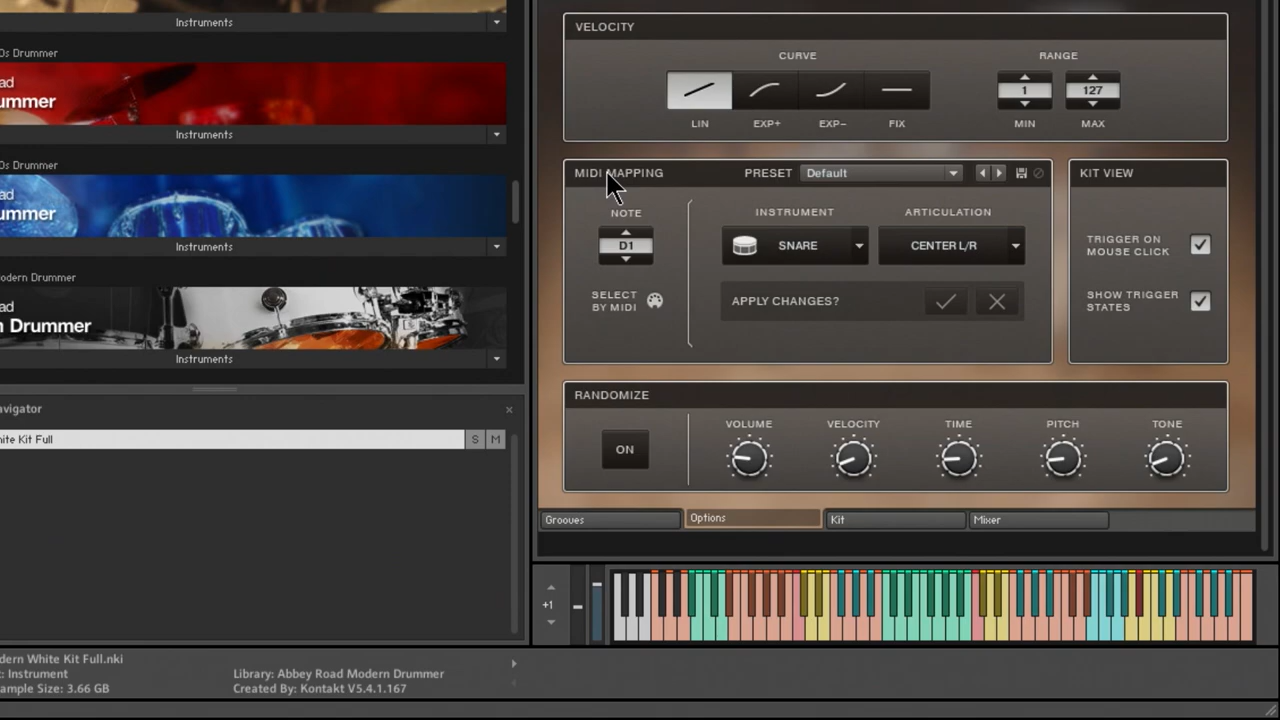 Instruments
0s Drummer
ad
ummer
Instruments
0s Drummer
ad
ummer
Instruments
odern Drummer
ad
n Drummer
Instruments
avigator
hite Kit Full
S M
VELOCITY
CURVE
RANGE
1
127
LIN
EXP+
EXP–
FIX
MIN
MAX
MIDI MAPPING
PRESET
Default
NOTE
D1
SELECT
BY MIDI
INSTRUMENT
SNARE
ARTICULATION
CENTER L/R
APPLY CHANGES?
KIT VIEW
TRIGGER ON
MOUSE CLICK
SHOW TRIGGER
STATES
RANDOMIZE
ON
VOLUME
VELOCITY
TIME
PITCH
TONE
Grooves
Options
Kit
Mixer
+1
dern White Kit Full.nki
: Instrument
ample Size: 3.66 GB
Library: Abbey Road Modern Drummer
Created By: Kontakt V5.4.1.167